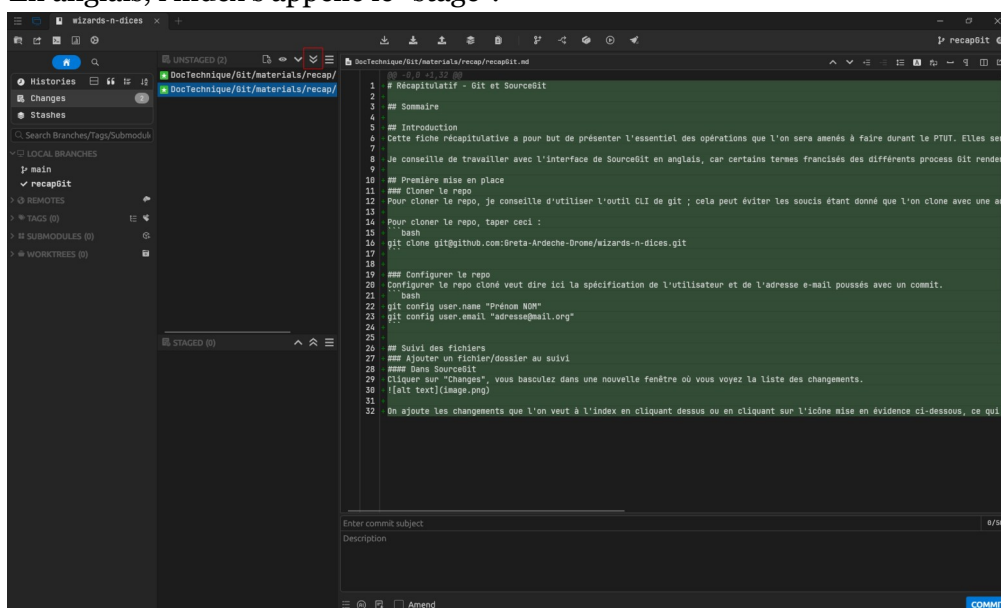 wizards-n-dices
recapGit
Histories
Changes 2
Stashes
Search Branches/Tags/Submodul
LOCAL BRANCHES
main
recapGit
REMOTES
TAGS (0)
SUBMODULES (0)
WORKTREES (0)
UNSTAGED (2)
DocTechnique/Git/materials/recap/
DocTechnique/Git/materials/recap/
STAGED (0)
DocTechnique/Git/materials/recap/recapGit.md
@@ -0,0 +1,32 @@
1 + # Récapitulatif - Git et SourceGit
2 +
3 + ## Sommaire
4 +
5 + ## Introduction
6 + Cette fiche récapitulative a pour but de présenter l'essentiel des opérations que l'on sera amenés à faire durant le PTUT. Elles se
7 +
8 + Je conseille de travailler avec l'interface de SourceGit en anglais, car certains termes francisés des différents process Git rende
9 +
10 + ## Première mise en place
11 + ### Cloner le repo
12 + Pour cloner le repo, je conseille d'utiliser l'outil CLI de git ; cela peut éviter les soucis étant donné que l'on clone avec une a
13 +
14 + Pour cloner le repo, taper ceci :
15 + ```bash
16 + git clone git@github.com:Greta-Ardeche-Drome/wizards-n-dices.git
17 + ```
18 +
19 + ### Configurer le repo
20 + Configurer le repo cloné veut dire ici la spécification de l'utilisateur et de l'adresse e-mail poussés avec un commit.
21 + ```bash
22 + git config user.name "Prénom NOM"
23 + git config user.email "adresse@mail.org"
24 + ```
25 +
26 + ## Suivi des fichiers
27 + ### Ajouter un fichier/dossier au suivi
28 + #### Dans SourceGit
29 + Cliquer sur "Changes", vous basculez dans une nouvelle fenêtre où vous voyez la liste des changements.
30 + ![alt text](image.png)
31 +
32 + On ajoute les changements que l'on veut à l'index en cliquant dessus ou en cliquant sur l'icône mise en évidence ci-dessous, ce qui
Enter commit subject
Description
Amend
COMMIT